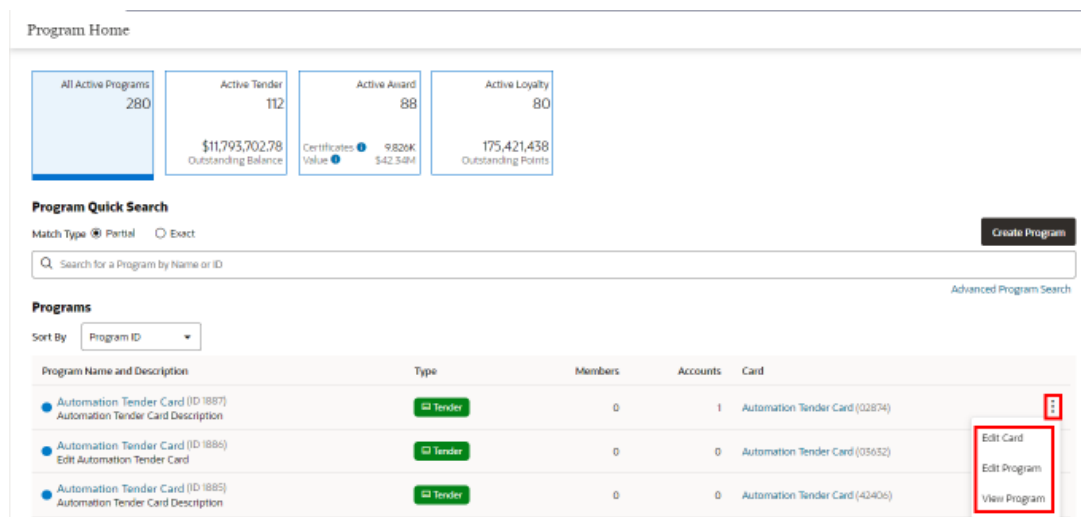 Program Home
All Active Programs
280
Active Tender
112
$11,793,702.78
Outstanding Balance
Active Award
88
Certificates 9.826K
Value $42.34M
Active Loyalty
80
175,421,438
Outstanding Points
Program Quick Search
Match Type Partial Exact
Create Program
Search for a Program by Name or ID
Advanced Program Search
Programs
Sort By Program ID
Program Name and Description Type Members Accounts Card
Automation Tender Card (ID 1887) Tender 0 1 Automation Tender Card (02874)
Automation Tender Card Description
Edit Card
Automation Tender Card (ID 1886) Tender 0 0 Automation Tender Card (03632)
Edit Automation Tender Card
Edit Program
Automation Tender Card (ID 1885) Tender 0 0 Automation Tender Card (42406)
Automation Tender Card Description
View Program